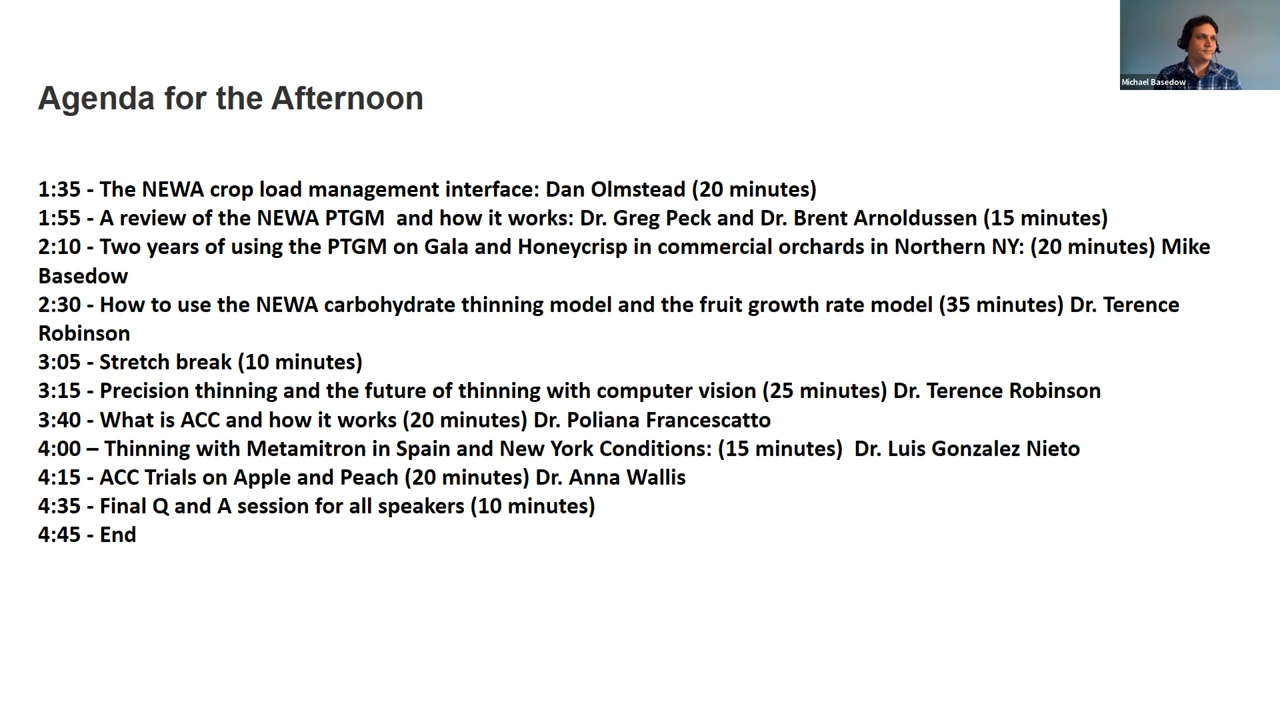 Michael Basedow
Agenda for the Afternoon
1:35 - The NEWA crop load management interface: Dan Olmstead (20 minutes)
1:55 - A review of the NEWA PTGM  and how it works: Dr. Greg Peck and Dr. Brent Arnoldussen (15 minutes)
2:10 - Two years of using the PTGM on Gala and Honeycrisp in commercial orchards in Northern NY: (20 minutes) Mike
Basedow
2:30 - How to use the NEWA carbohydrate thinning model and the fruit growth rate model (35 minutes) Dr. Terence
Robinson
3:05 - Stretch break (10 minutes)
3:15 - Precision thinning and the future of thinning with computer vision (25 minutes) Dr. Terence Robinson
3:40 - What is ACC and how it works (20 minutes) Dr. Poliana Francescatto
4:00 – Thinning with Metamitron in Spain and New York Conditions: (15 minutes)  Dr. Luis Gonzalez Nieto
4:15 - ACC Trials on Apple and Peach (20 minutes) Dr. Anna Wallis
4:35 - Final Q and A session for all speakers (10 minutes)
4:45 - End